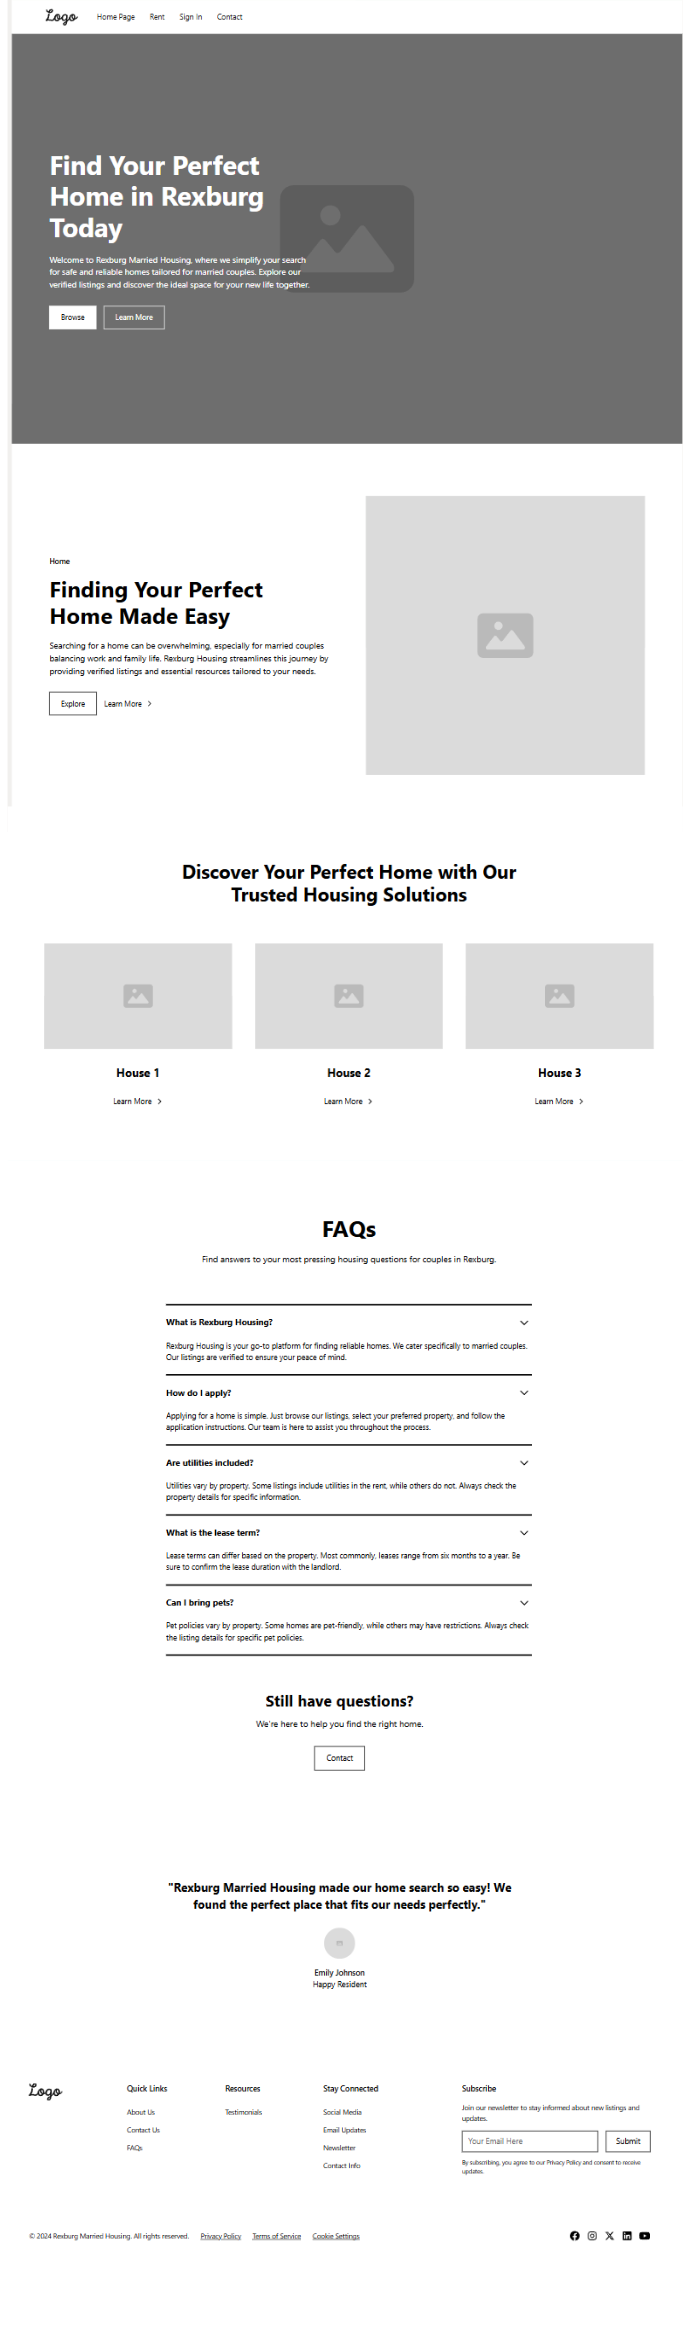 Logo Home Page Rent Sign In Contact
Find Your Perfect
Home in Rexburg
Today
Welcome to Rexburg Married Housing, where we simplify your search
for safe and reliable homes tailored for married couples. Explore our
verified listings and discover the ideal space for your new life together.
Browse Learn More
Home
Finding Your Perfect
Home Made Easy
Searching for a home can be overwhelming, especially for married couples
balancing work and family life. Rexburg Housing streamlines this journey by
providing verified listings and essential resources tailored to your needs.
Explore Learn More
Discover Your Perfect Home with Our
Trusted Housing Solutions
House 1 House 2 House 3
Learn More Learn More Learn More
FAQs
Find answers to your most pressing housing questions for couples in Rexburg.
What is Rexburg Housing?
Rexburg Housing is your go-to platform for finding reliable homes. We cater specifically to married couples.
Our listings are verified to ensure your peace of mind.
How do I apply?
Applying for a home is simple. Just browse our listings, select your preferred property, and follow the
application instructions. Our team is here to assist you throughout the process.
Are utilities included?
Utilities vary by property. Some listings include utilities in the rent, while others do not. Always check the
property details for specific information.
What is the lease term?
Lease terms can differ based on the property. Most commonly, leases range from six months to a year. Be
sure to confirm the lease duration with the landlord.
Can I bring pets?
Pet policies vary by property. Some homes are pet-friendly, while others may have restrictions. Always check
the listing details for specific pet policies.
Still have questions?
We're here to help you find the right home.
Contact
"Rexburg Married Housing made our home search so easy! We
found the perfect place that fits our needs perfectly."
Emily Johnson
Happy Resident
Logo
Quick Links
About Us
Contact Us
FAQs
Resources
Testimonials
Stay Connected
Social Media
Email Updates
Newsletter
Contact Info
Subscribe
Join our newsletter to stay informed about new listings and
updates.
Your Email Here Submit
By subscribing, you agree to our Privacy Policy and consent to receive
updates.
© 2024 Rexburg Married Housing. All rights reserved. Privacy Policy Terms of Service Cookie Settings